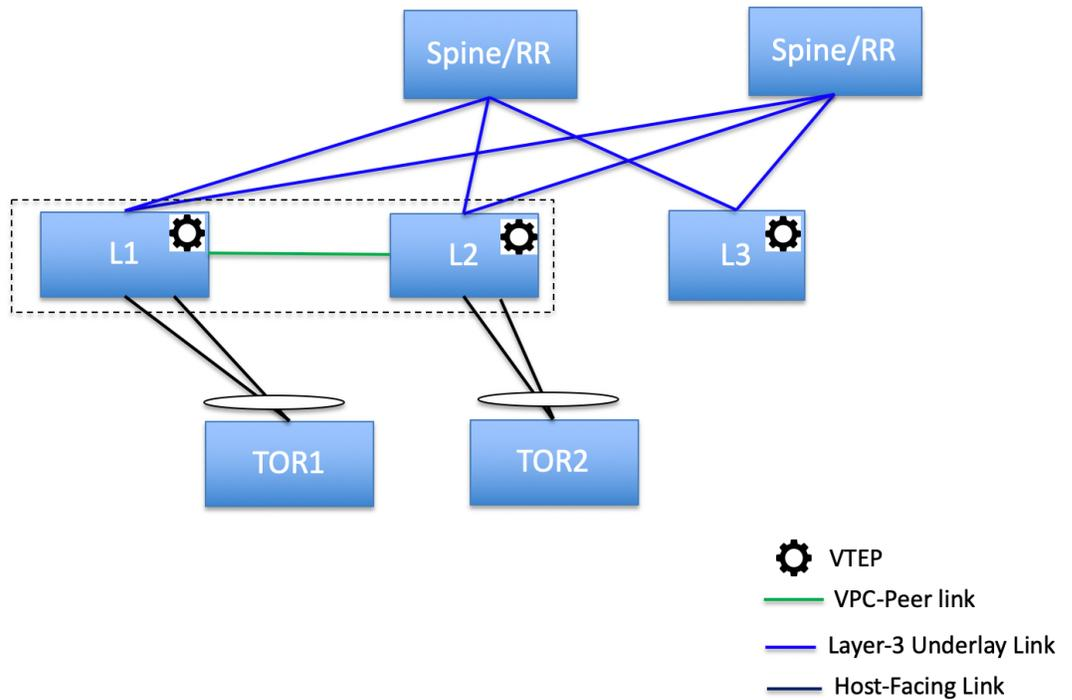 Spine/RR
Spine/RR
L1
L2
L3
TOR1
TOR2
VTEP
VPC-Peer link
Layer-3 Underlay Link
Host-Facing Link